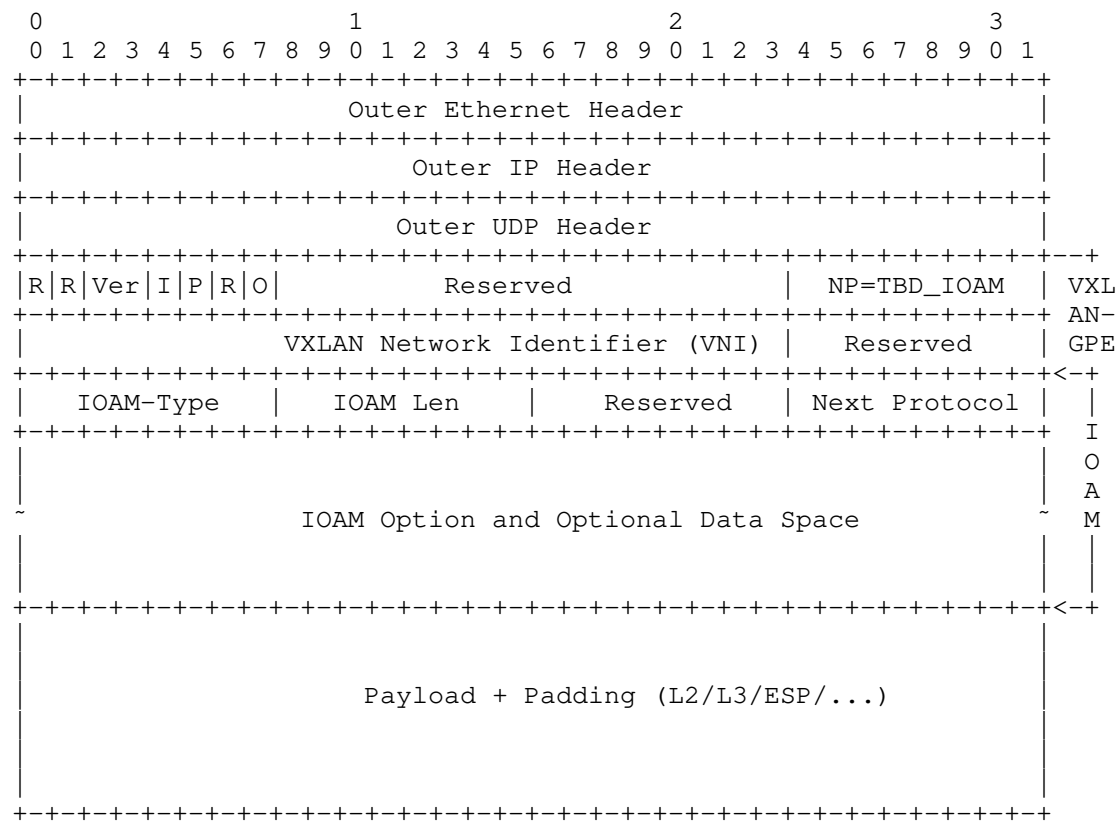 0                   1                   2                   3
 0 1 2 3 4 5 6 7 8 9 0 1 2 3 4 5 6 7 8 9 0 1 2 3 4 5 6 7 8 9 0 1
+-+-+-+-+-+-+-+-+-+-+-+-+-+-+-+-+-+-+-+-+-+-+-+-+-+-+-+-+-+-+-+-+
|                    Outer Ethernet Header                      |
+-+-+-+-+-+-+-+-+-+-+-+-+-+-+-+-+-+-+-+-+-+-+-+-+-+-+-+-+-+-+-+-+
|                        Outer IP Header                        |
+-+-+-+-+-+-+-+-+-+-+-+-+-+-+-+-+-+-+-+-+-+-+-+-+-+-+-+-+-+-+-+-+
|                       Outer UDP Header                        |
+-+-+-+-+-+-+-+-+-+-+-+-+-+-+-+-+-+-+-+-+-+-+-+-+-+-+-+-+-+-+-+-+--+
|R|R|Ver|I|P|R|O|          Reserved             |  NP=TBD_IOAM  | VXL
+-+-+-+-+-+-+-+-+-+-+-+-+-+-+-+-+-+-+-+-+-+-+-+-+-+-+-+-+-+-+-+-+ AN-
|                VXLAN Network Identifier (VNI) |   Reserved    | GPE
+-+-+-+-+-+-+-+-+-+-+-+-+-+-+-+-+-+-+-+-+-+-+-+-+-+-+-+-+-+-+-+-+<-+
|   IOAM-Type   |   IOAM Len    |    Reserved   | Next Protocol |  |
+-+-+-+-+-+-+-+-+-+-+-+-+-+-+-+-+-+-+-+-+-+-+-+-+-+-+-+-+-+-+-+-+  I
|                                                               |  O
|                                                               |  A
~                 IOAM Option and Optional Data Space           ~  M
|                                                               |  |
|                                                               |  |
+-+-+-+-+-+-+-+-+-+-+-+-+-+-+-+-+-+-+-+-+-+-+-+-+-+-+-+-+-+-+-+-+<-+
|                                                               |
|                                                               |
|                     Payload + Padding (L2/L3/ESP/...)         |
|                                                               |
|                                                               |
|                                                               |
+-+-+-+-+-+-+-+-+-+-+-+-+-+-+-+-+-+-+-+-+-+-+-+-+-+-+-+-+-+-+-+-+